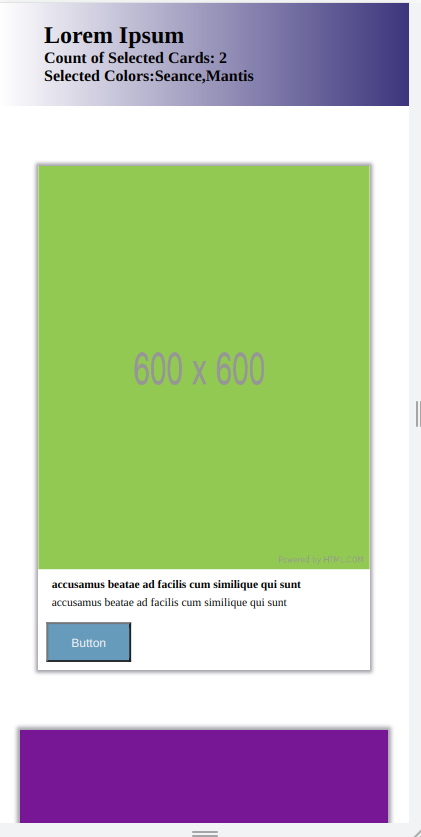 Lorem Ipsum
Count of Selected Cards: 2
Selected Colors:Seance,Mantis
600 x 600
Powered by HTML.COM
accusamus beatae ad facilis cum similique qui sunt
accusamus beatae ad facilis cum similique qui sunt
Button